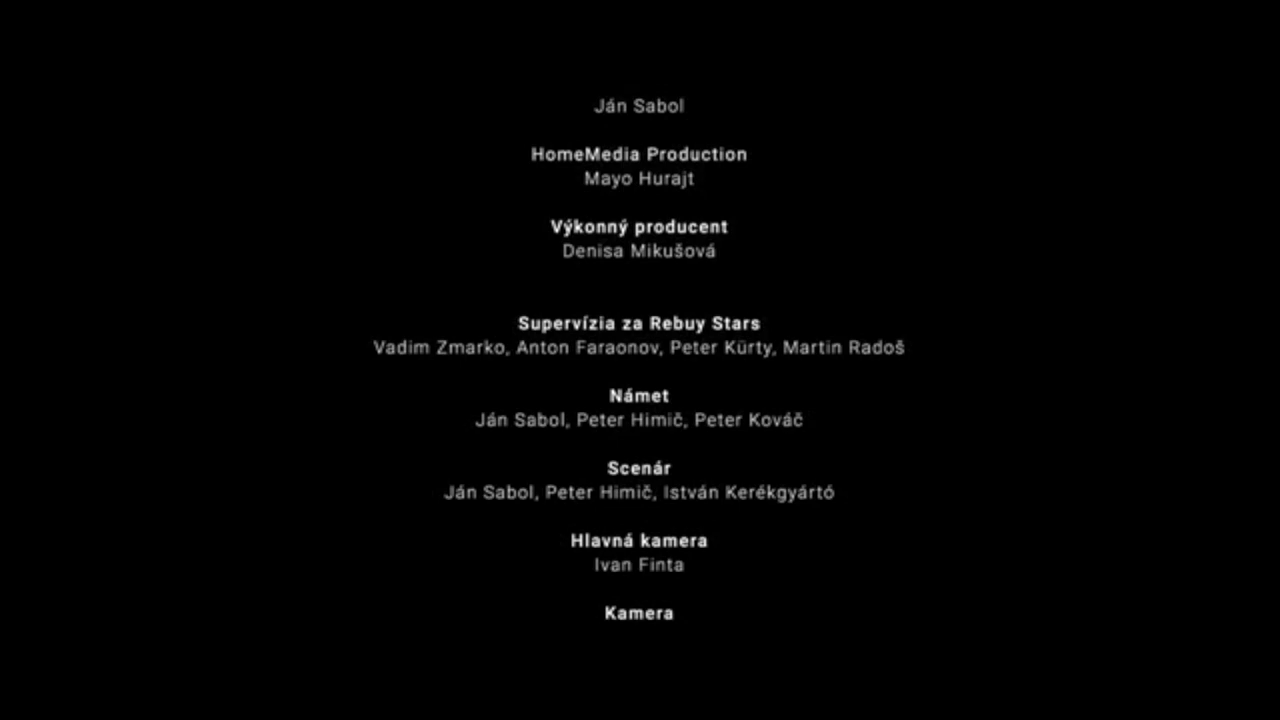 Ján Sabol
HomeMedia Production
Mayo Hurajt
Výkonný producent
Denisa Mikušová
Supervízia za Rebuy Stars
Vadim Zmarko, Anton Faraonov, Peter Kürty, Martin Radoš
Námet
Ján Sabol, Peter Himič, Peter Kováč
Scenár
Ján Sabol, Peter Himič, István Kerékgyártó
Hlavná kamera
Ivan Finta
Kamera